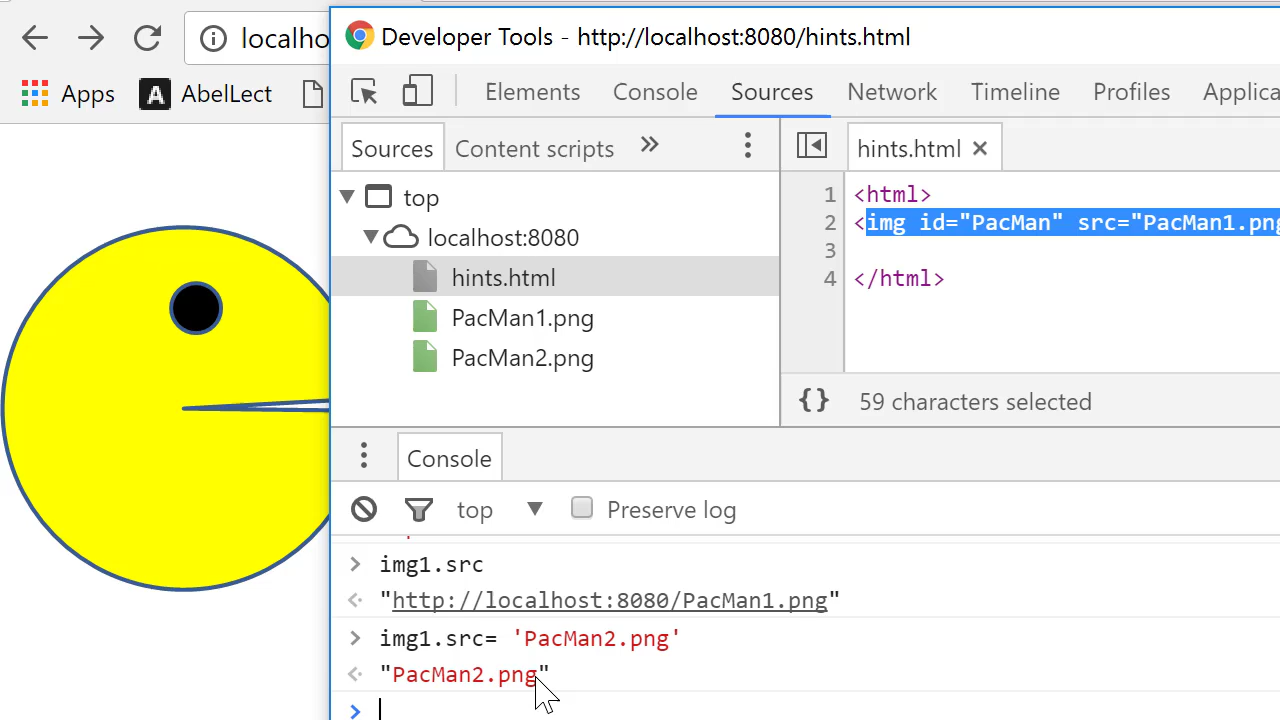 localho
Developer Tools - http://localhost:8080/hints.html
Apps AbelLect
Elements Console Sources Network Timeline Profiles Applica
Sources Content scripts »
hints.html ×
top
localhost:8080
hints.html
PacMan1.png
PacMan2.png
1 <html>
2 <img id="PacMan" src="PacMan1.png
3
4 </html>
{} 59 characters selected
Console
top Preserve log
> img1.src
"http://localhost:8080/PacMan1.png"
> img1.src= 'PacMan2.png'
"PacMan2.png"
>